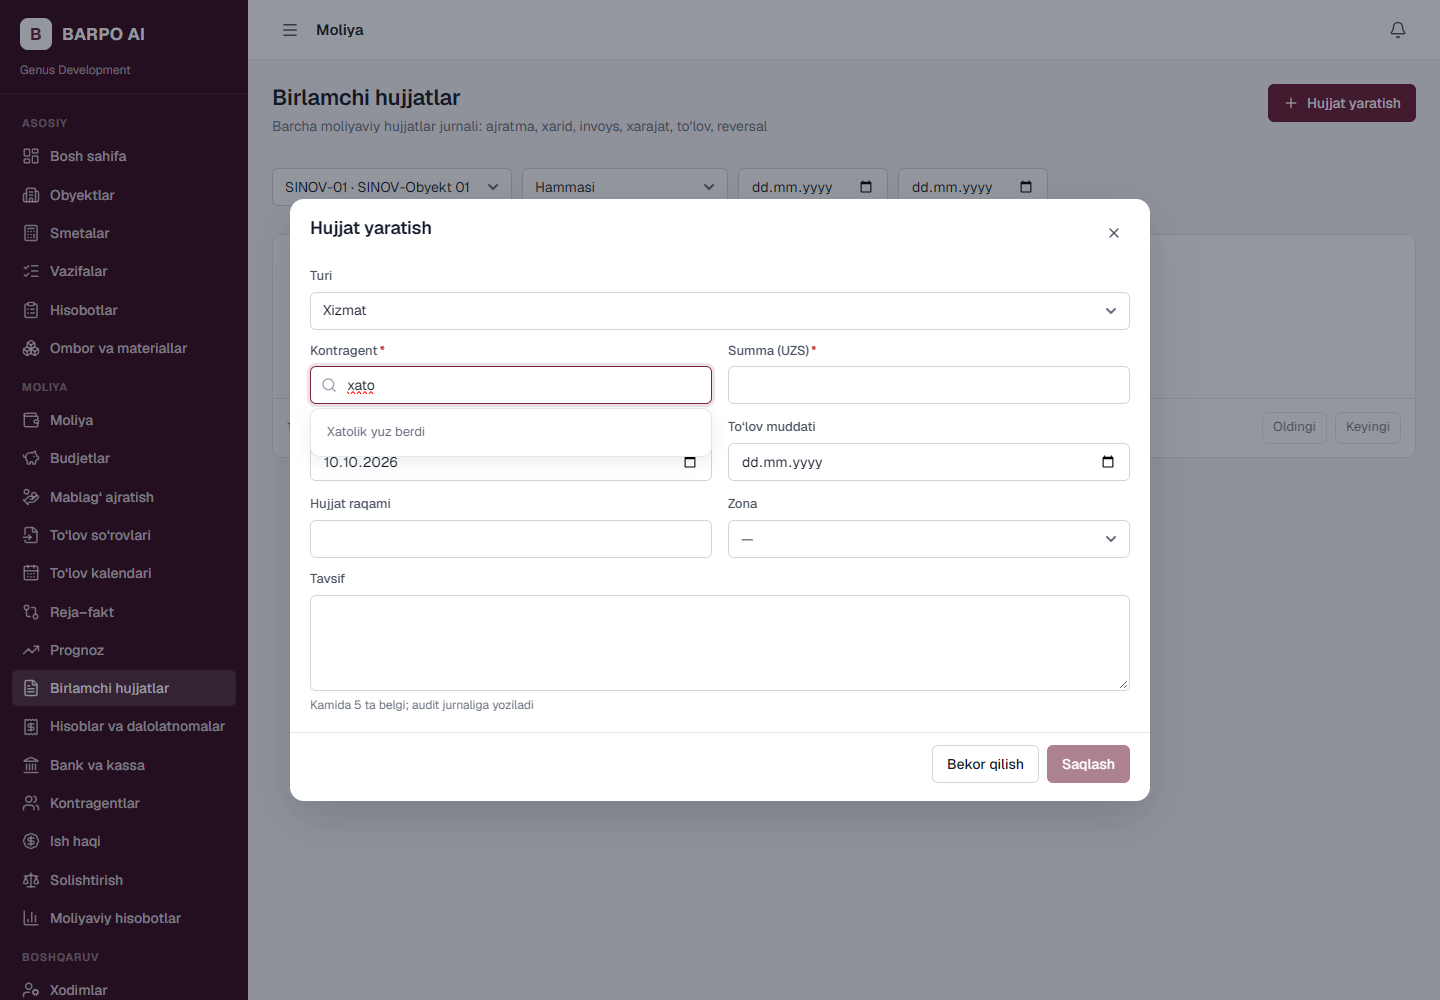 B BARPO AI
Genus Development
ASOSIY
Bosh sahifa
Obyektlar
Smetalar
Vazifalar
Hisobotlar
Ombor va materiallar
MOLIYA
Moliya
Budjetlar
Mablag‘ ajratish
To‘lov so‘rovlari
To‘lov kalendari
Reja–fakt
Prognoz
Birlamchi hujjatlar
Hisoblar va dalolatnomalar
Bank va kassa
Kontragentlar
Ish haqi
Solishtirish
Moliyaviy hisobotlar
BOSHQARUV
Xodimlar
Moliya
Birlamchi hujjatlar
Barcha moliyaviy hujjatlar jurnali: ajratma, xarid, invoys, xarajat, to‘lov, reversal
+ Hujjat yaratish
SINOV-01 · SINOV-Obyekt 01
Hammasi
dd.mm.yyyy
dd.mm.yyyy
Oldingi
Keyingi
Hujjat yaratish
Turi
Xizmat
Kontragent*
Summa (UZS)*
xato
Xatolik yuz berdi
To‘lov muddati
10.10.2026
dd.mm.yyyy
Hujjat raqami
Zona
—
Tavsif
Kamida 5 ta belgi; audit jurnaliga yoziladi
Bekor qilish
Saqlash